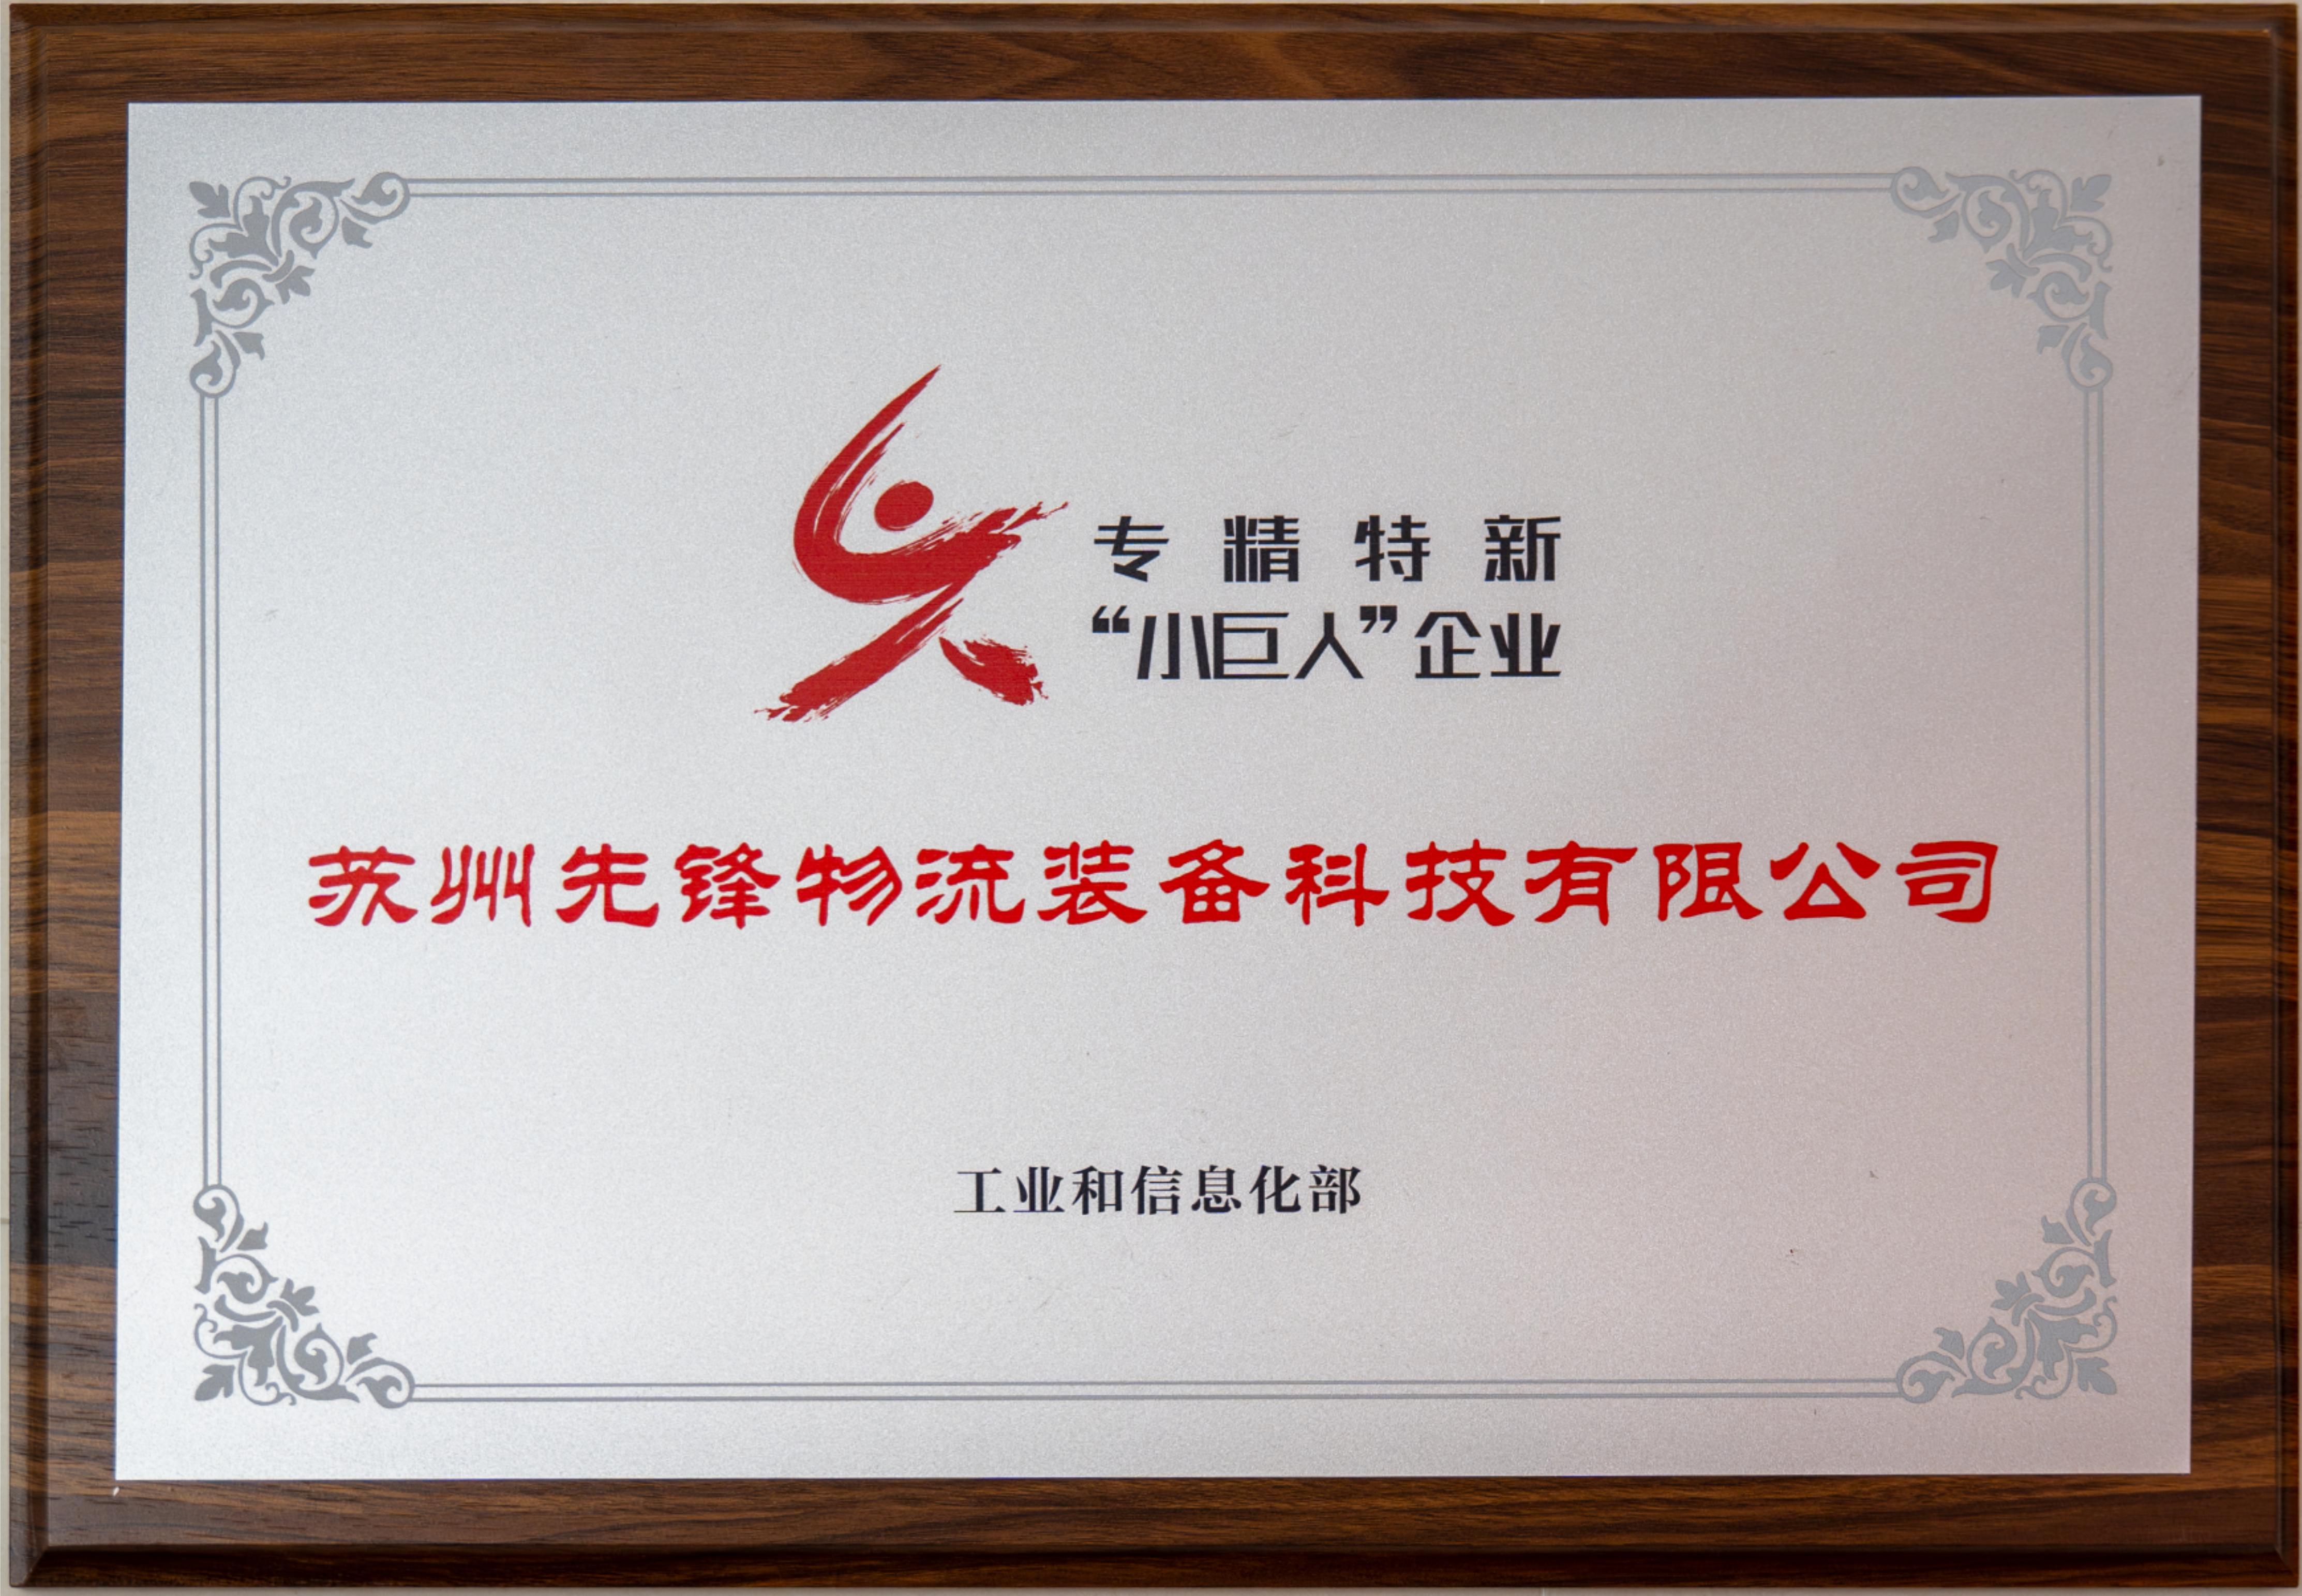 专精特新
“小巨人”企业
苏州先锋物流装备科技有限公司
工业和信息化部